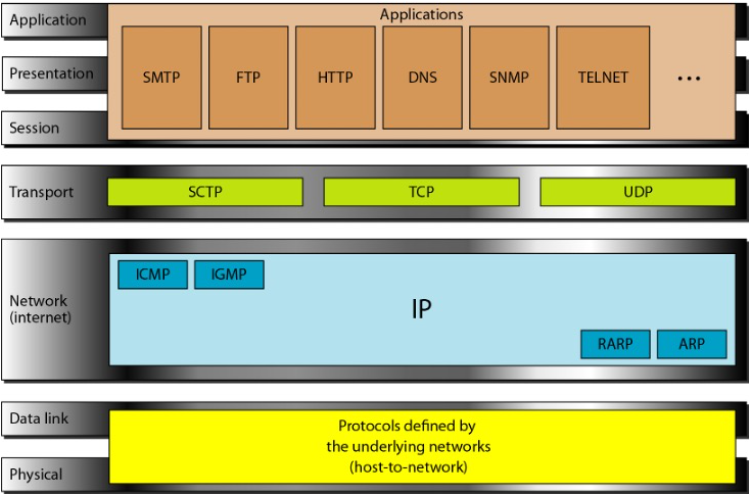 Application
Applications
Presentation
SMTP FTP HTTP DNS SNMP TELNET ...
Session
Transport
SCTP TCP UDP
Network
(internet)
ICMP IGMP
IP
RARP ARP
Data link
Protocols defined by
the underlying networks
(host-to-network)
Physical